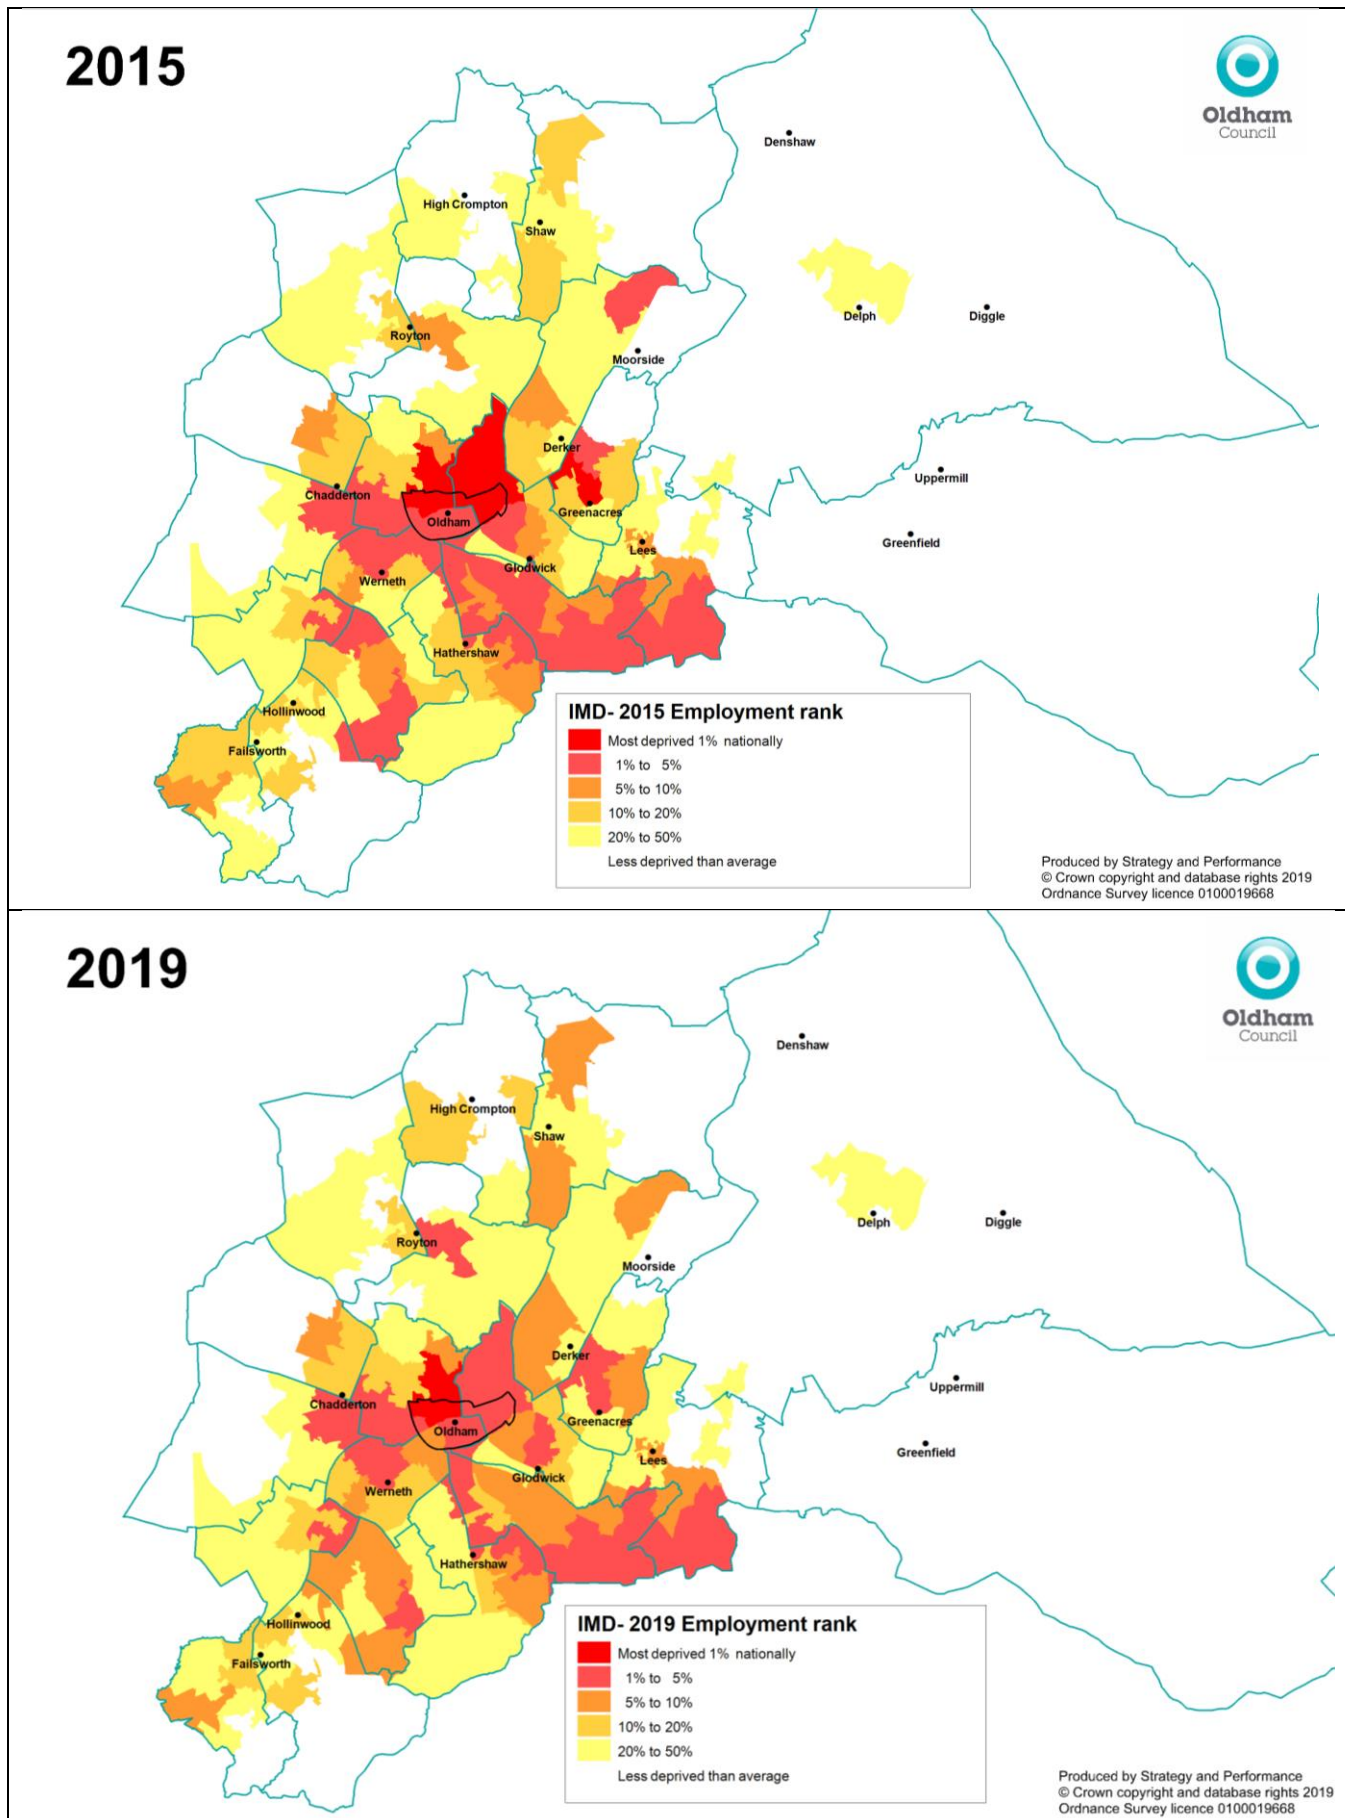 2015
Oldham
Council
Denshaw
High Crompton
Shaw
Delph
Diggle
Royton
Moorside
Derker
Uppermill
Chadderton
Greenacres
Oldham
Greenfield
Lees
Glodwick
Werneth
Hathershaw
Hollinwood
Failsworth
IMD- 2015 Employment rank
Most deprived 1% nationally
1% to 5%
5% to 10%
10% to 20%
20% to 50%
Less deprived than average
Produced by Strategy and Performance
© Crown copyright and database rights 2019
Ordnance Survey licence 0100019668
2019
Oldham
Council
Denshaw
High Crompton
Shaw
Delph
Diggle
Royton
Moorside
Derker
Uppermill
Chadderton
Greenacres
Oldham
Greenfield
Lees
Glodwick
Werneth
Hathershaw
Hollinwood
Failsworth
IMD- 2019 Employment rank
Most deprived 1% nationally
1% to 5%
5% to 10%
10% to 20%
20% to 50%
Less deprived than average
Produced by Strategy and Performance
© Crown copyright and database rights 2019
Ordnance Survey licence 0100019668